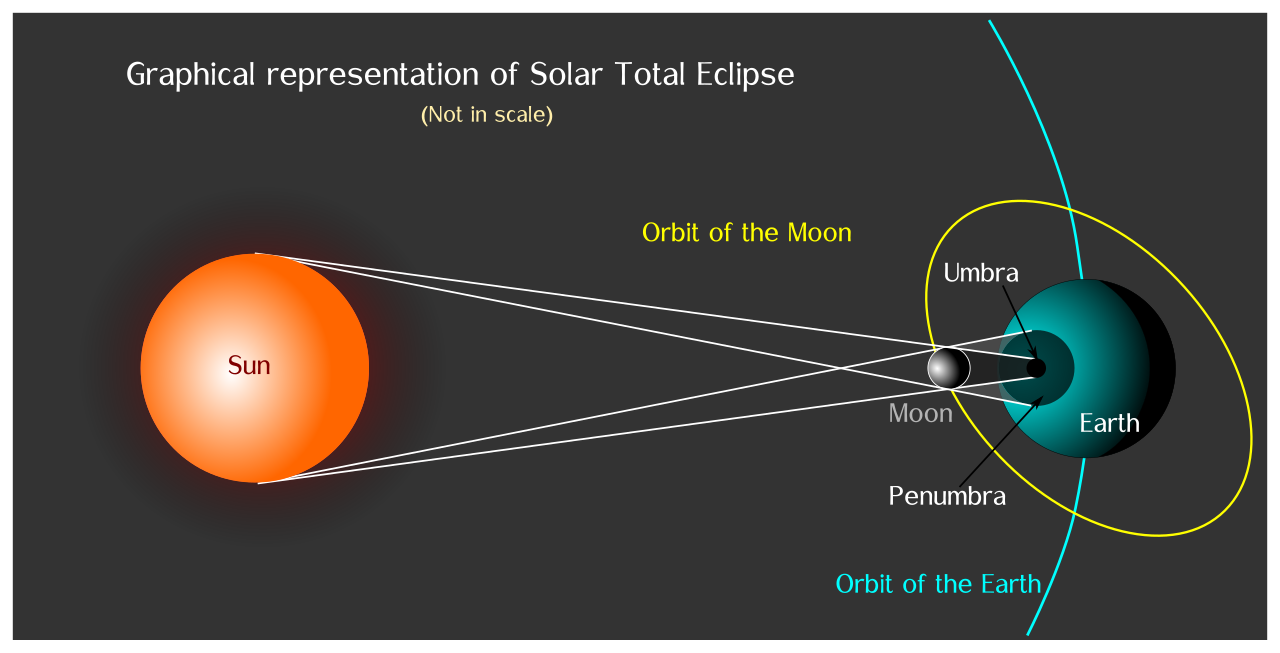 Graphical representation of Solar Total Eclipse
(Not in scale)
Orbit of the Moon
Umbra
Sun
Moon
Earth
Penumbra
Orbit of the Earth